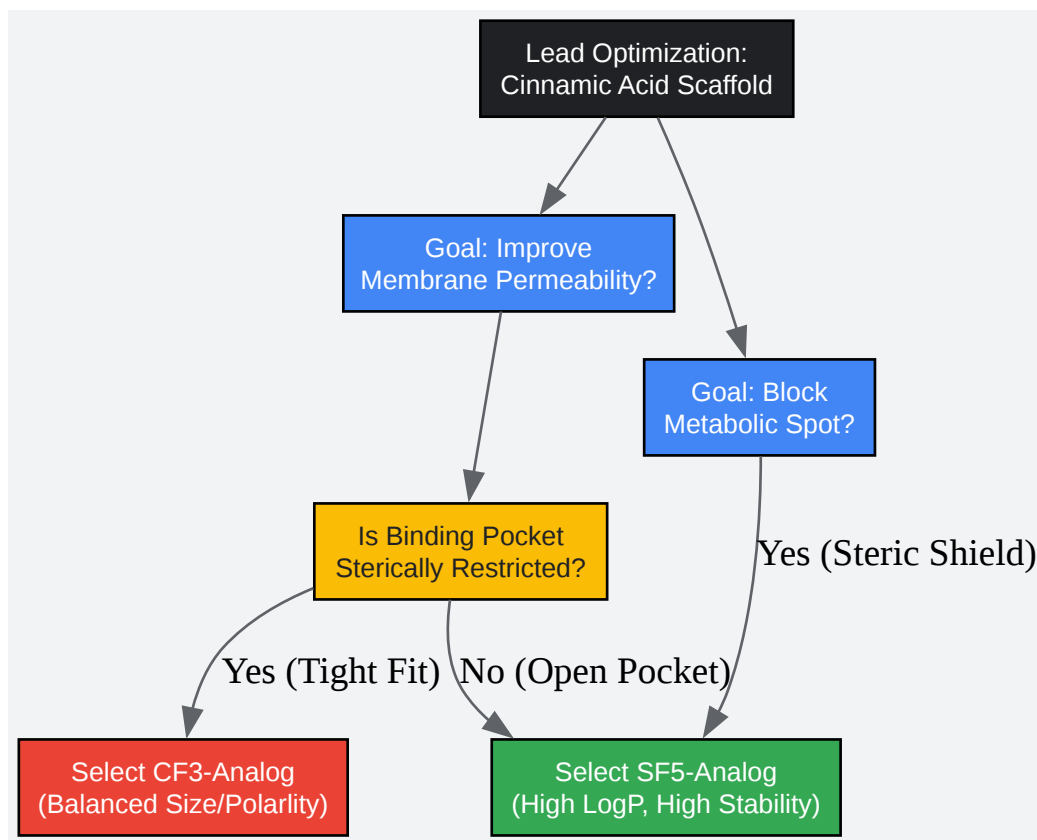 Lead Optimization:
Cinnamic Acid Scaffold
Goal: Improve
Membrane Permeability?
Goal: Block
Metabolic Spot?
Is Binding Pocket
Sterically Restricted?
Yes (Steric Shield)
Yes (Tight Fit)
No (Open Pocket)
Select CF3-Analog
(Balanced Size/Polarlity)
Select SF5-Analog
(High LogP, High Stability)